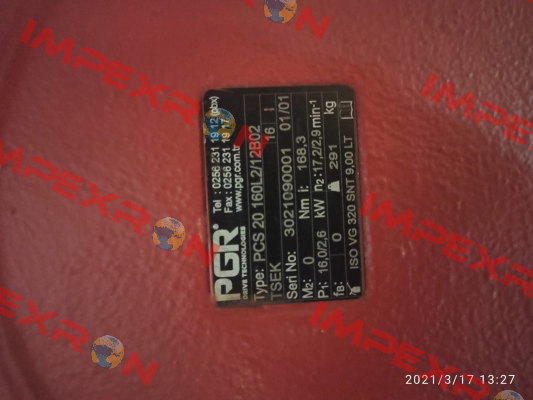 PGR
DRIVE TECHNOLOGIES
Tel : 0256 231 19 12 (pbx)
Fax : 0256 231 19 17
www.pgr.com.tr
Type: PCS 20 160L2/12B02
TSEK 16
Seri No: 3021090001 01/01
M2: 0 Nm i: 168,3
P1: 16,0/2,6 kW n2: 17,2/2,9 min-1
fB: 0 291 kg
ISO VG 320 SNT 9,00 LT
IMPEXRON
IMPEXRON
IMPEXRON
IMPEXRON
IMPEXRON
2021/3/17 13:27